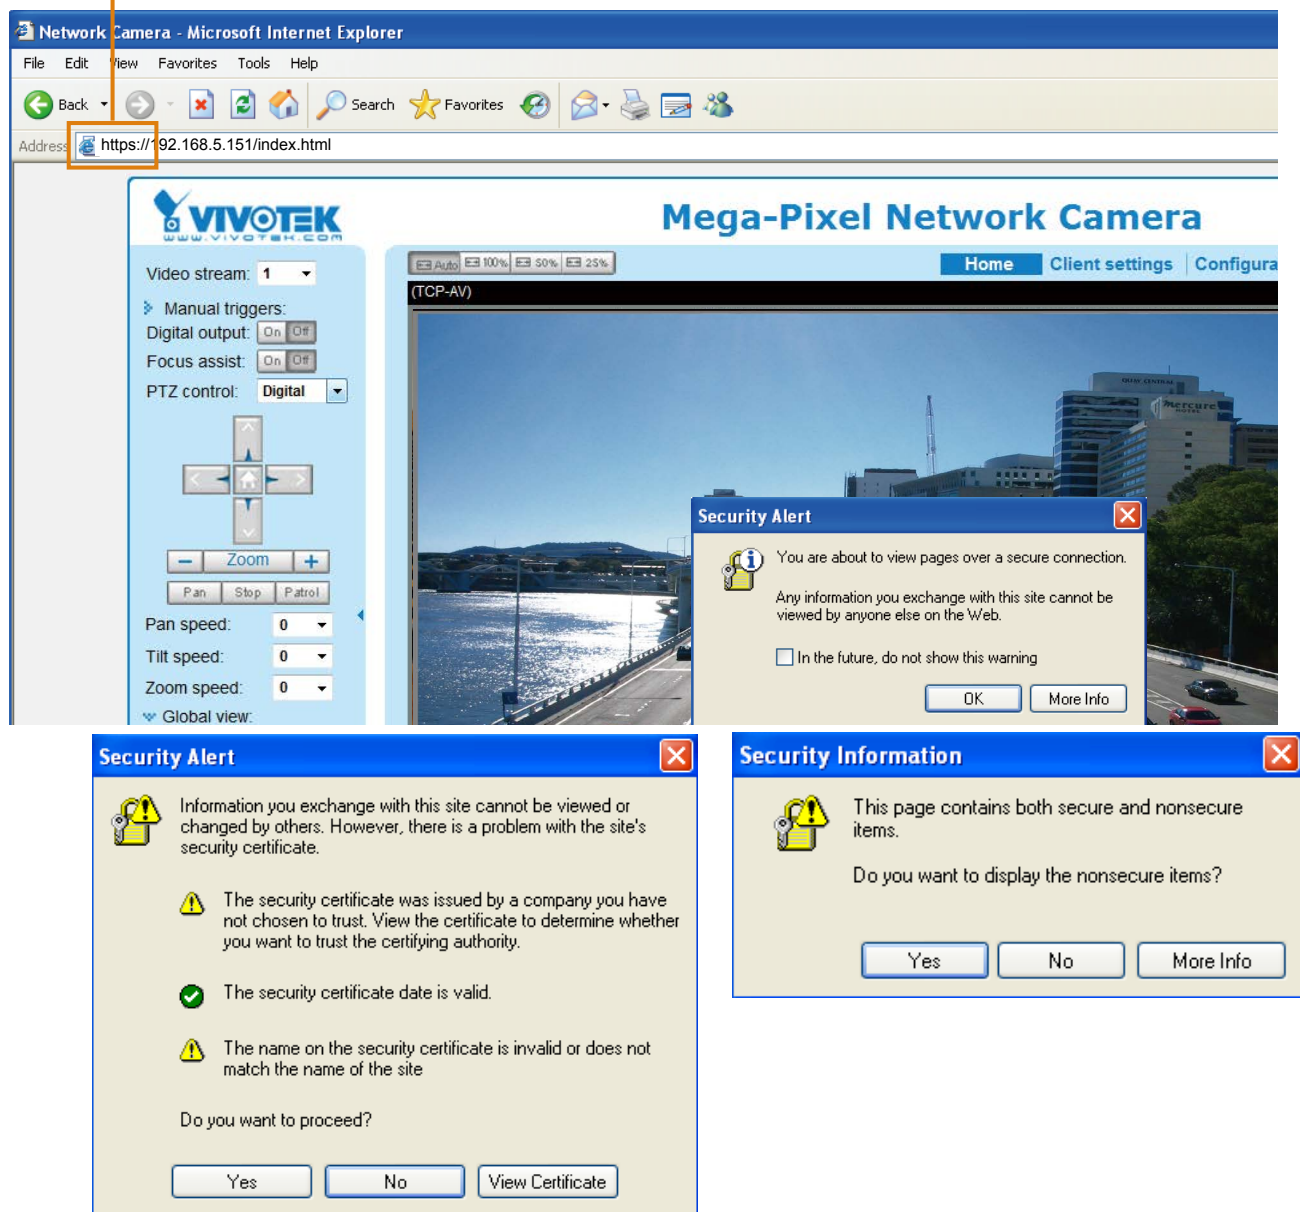 Network Camera - Microsoft Internet Explorer
File Edit View Favorites Tools Help
Back Search Favorites
Address https://192.168.5.151/index.html
VIVOTEK
www.vivotek.com
Mega-Pixel Network Camera
Auto 100% 50% 25%
Home Client settings Configura
(TCP-AV)
Video stream: 1
Manual triggers:
Digital output: On Off
Focus assist: On Off
PTZ control: Digital
− Zoom +
Pan Stop Patrol
Pan speed: 0
Tilt speed: 0
Zoom speed: 0
Global view:
QUAY CENTRAL
Mercure
HOTEL
Security Alert
You are about to view pages over a secure connection.
Any information you exchange with this site cannot be
viewed by anyone else on the Web.
In the future, do not show this warning
OK More Info
Security Alert
Information you exchange with this site cannot be viewed or
changed by others. However, there is a problem with the site's
security certificate.
The security certificate was issued by a company you have
not chosen to trust. View the certificate to determine whether
you want to trust the certifying authority.
The security certificate date is valid.
The name on the security certificate is invalid or does not
match the name of the site
Do you want to proceed?
Yes No View Certificate
Security Information
This page contains both secure and nonsecure
items.
Do you want to display the nonsecure items?
Yes No More Info